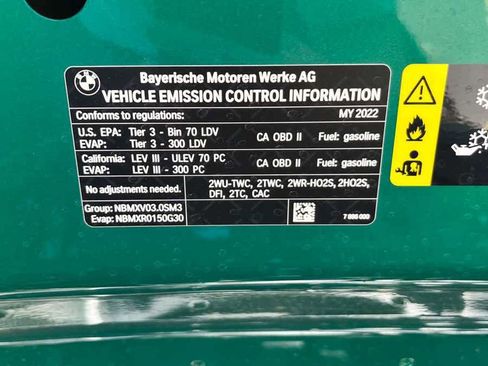 BMW
Bayerische Motoren Werke AG
VEHICLE EMISSION CONTROL INFORMATION
Conforms to regulations: MY 2022
U.S. EPA: Tier 3 - Bin 70 LDV CA OBD II Fuel: gasoline
EVAP: Tier 3 - 300 LDV
California: LEV III - ULEV 70 PC CA OBD II Fuel: gasoline
EVAP: LEV III - 300 PC
No adjustments needed.
2WU-TWC, 2TWC, 2WR-HO2S, 2HO2S,
DFI, 2TC, CAC
Group: NBMXV03.0SM3
Evap: NBMXR0150G30